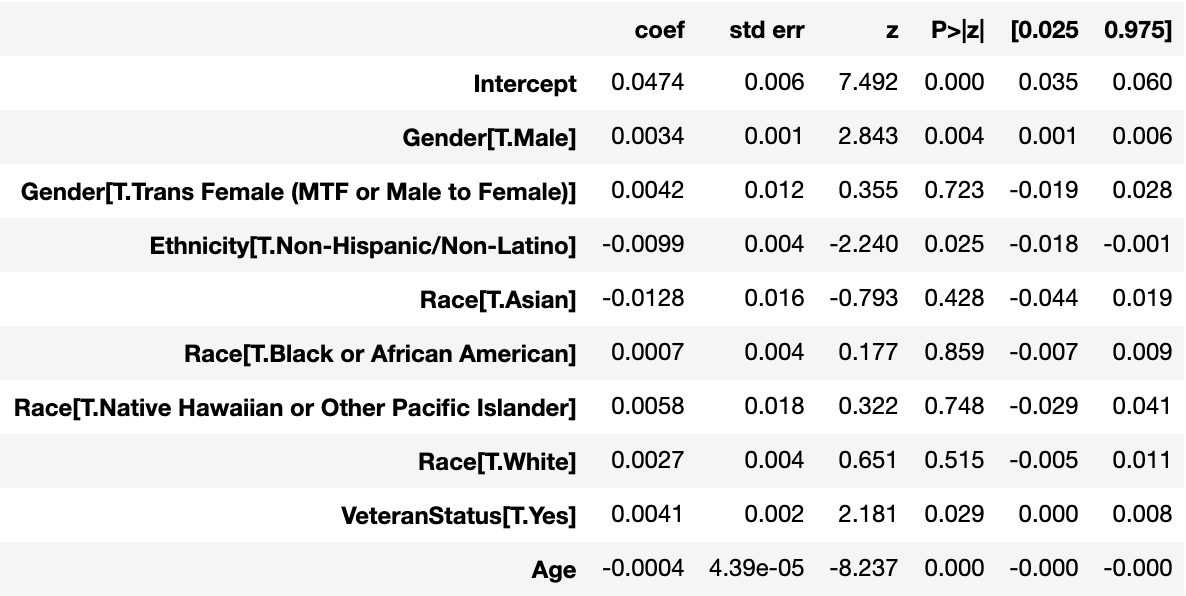 coef std err z P>|z| [0.025 0.975]
Intercept 0.0474 0.006 7.492 0.000 0.035 0.060
Gender[T.Male] 0.0034 0.001 2.843 0.004 0.001 0.006
Gender[T.Trans Female (MTF or Male to Female)] 0.0042 0.012 0.355 0.723 -0.019 0.028
Ethnicity[T.Non-Hispanic/Non-Latino] -0.0099 0.004 -2.240 0.025 -0.018 -0.001
Race[T.Asian] -0.0128 0.016 -0.793 0.428 -0.044 0.019
Race[T.Black or African American] 0.0007 0.004 0.177 0.859 -0.007 0.009
Race[T.Native Hawaiian or Other Pacific Islander] 0.0058 0.018 0.322 0.748 -0.029 0.041
Race[T.White] 0.0027 0.004 0.651 0.515 -0.005 0.011
VeteranStatus[T.Yes] 0.0041 0.002 2.181 0.029 0.000 0.008
Age -0.0004 4.39e-05 -8.237 0.000 -0.000 -0.000